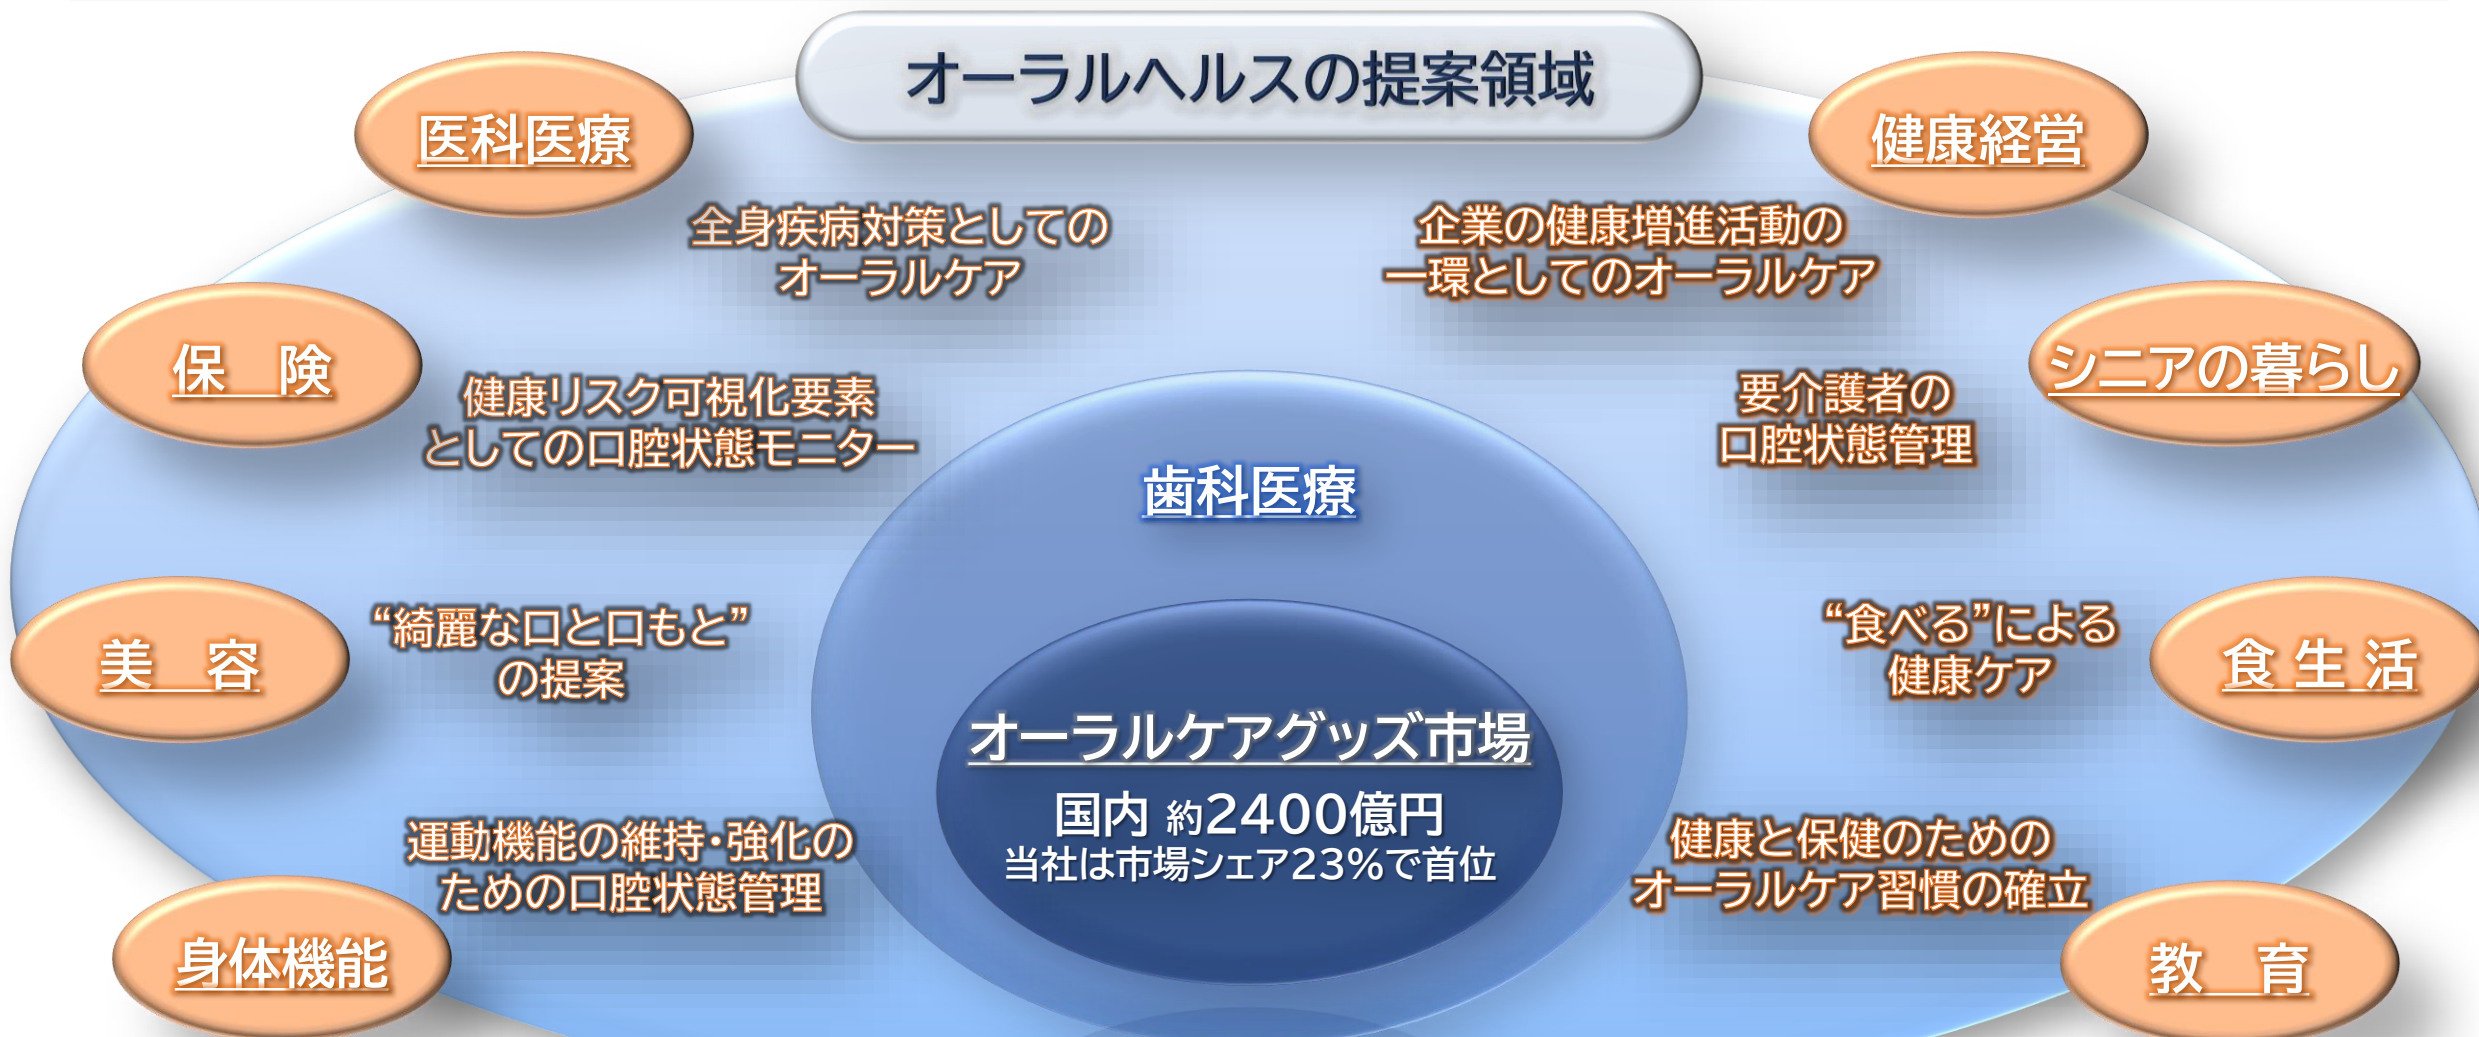 オーラルヘルスの提案領域
医科医療
全身疾病対策としての
オーラルケア
健康経営
企業の健康増進活動の
一環としてのオーラルケア
保　険
健康リスク可視化要素
としての口腔状態モニター
シニアの暮らし
要介護者の
口腔状態管理
歯科医療
美　容
“綺麗な口と口もと”
の提案
“食べる”による
健康ケア
食 生 活
オーラルケアグッズ市場
国内 約2400億円
当社は市場シェア23%で首位
運動機能の維持・強化の
ための口腔状態管理
身体機能
健康と保健のための
オーラルケア習慣の確立
教　育